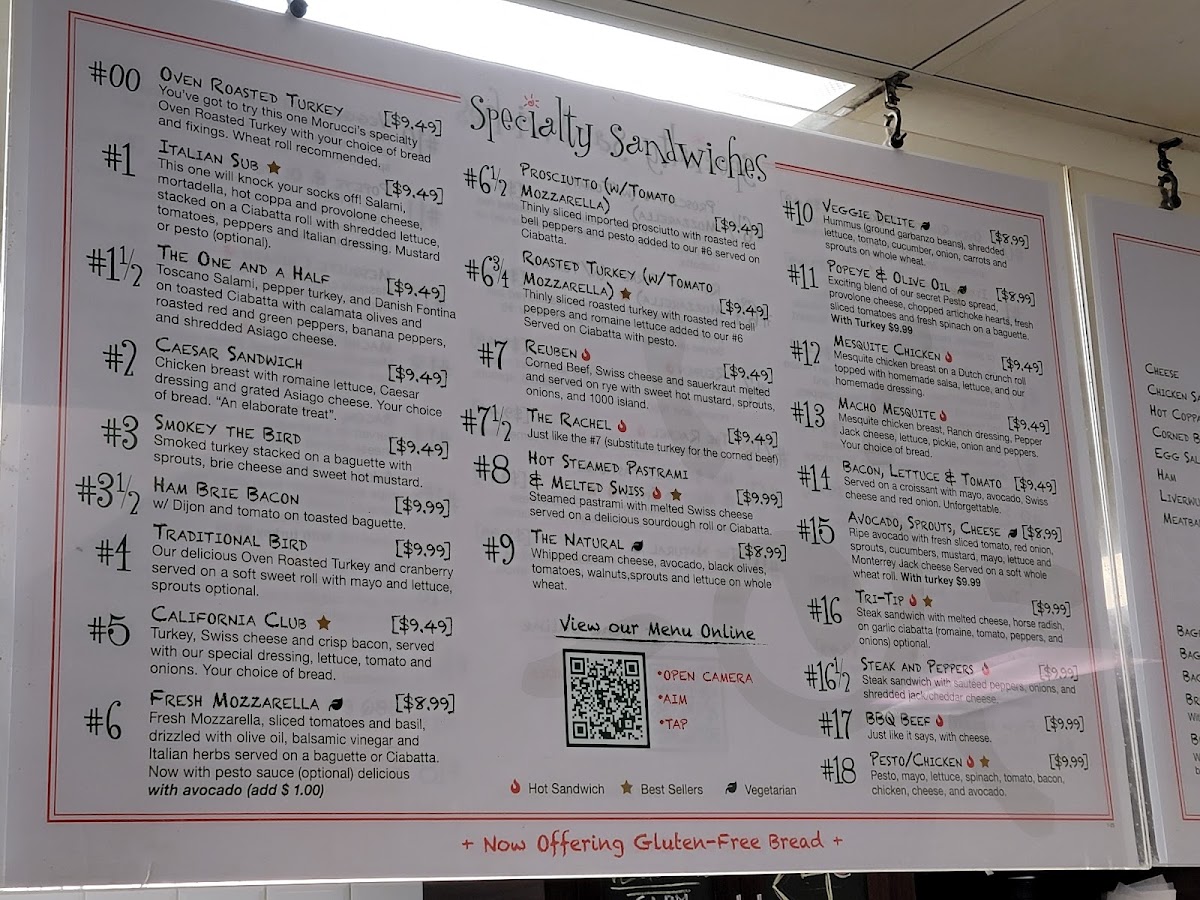 Specialty Sandwiches
#00 Oven Roasted Turkey [$9.49]
You've got to try this one Morucci's specialty
Oven Roasted Turkey with your choice of bread
and fixings. Wheat roll recommended.
#1 Italian Sub [$9.49]
This one will knock your socks off! Salami,
mortadella, hot coppa and provolone cheese,
stacked on a Ciabatta roll with shredded lettuce,
tomatoes, peppers and Italian dressing. Mustard
or pesto (optional).
#1½ The One and a Half [$9.49]
Toscano Salami, pepper turkey, and Danish Fontina
on toasted Ciabatta with calamata olives and
roasted red and green peppers, banana peppers,
and shredded Asiago cheese.
#2 Caesar Sandwich [$9.49]
Chicken breast with romaine lettuce, Caesar
dressing and grated Asiago cheese. Your choice
of bread. "An elaborate treat".
#3 Smokey the Bird [$9.49]
Smoked turkey stacked on a baguette with
sprouts, brie cheese and sweet hot mustard.
#3½ Ham Brie Bacon [$9.99]
w/ Dijon and tomato on toasted baguette.
#4 Traditional Bird [$9.99]
Our delicious Oven Roasted Turkey and cranberry
served on a soft sweet roll with mayo and lettuce,
sprouts optional.
#5 California Club [$9.49]
Turkey, Swiss cheese and crisp bacon, served
with our special dressing, lettuce, tomato and
onions. Your choice of bread.
#6 Fresh Mozzarella [$8.99]
Fresh Mozzarella, sliced tomatoes and basil,
drizzled with olive oil, balsamic vinegar and
Italian herbs served on a baguette or Ciabatta.
Now with pesto sauce (optional) delicious
with avocado (add $ 1.00)
#6½ Prosciutto (w/Tomato
Mozzarella) [$9.49]
Thinly sliced imported prosciutto with roasted red
bell peppers and pesto added to our #6 served on
Ciabatta.
#6¾ Roasted Turkey (w/Tomato
Mozzarella) [$9.49]
Thinly sliced roasted turkey with roasted red bell
peppers and romaine lettuce added to our #6
Served on Ciabatta with pesto.
#7 Reuben [$9.49]
Corned Beef, Swiss cheese and sauerkraut melted
and served on rye with sweet hot mustard, sprouts,
onions, and 1000 island.
#7½ The Rachel [$9.49]
Just like the #7 (substitute turkey for the corned beef)
#8 Hot Steamed Pastrami
& Melted Swiss [$9.99]
Steamed pastrami with melted Swiss cheese
served on a delicious sourdough roll or Ciabatta.
#9 The Natural [$8.99]
Whipped cream cheese, avocado, black olives,
tomatoes, walnuts,sprouts and lettuce on whole
wheat.
View our Menu Online
•Open Camera
•Aim
•Tap
Hot Sandwich Best Sellers Vegetarian
#10 Veggie Delite [$8.99]
Hummus (ground garbanzo beans), shredded
lettuce, tomato, cucumber, onion, carrots and
sprouts on whole wheat.
#11 Popeye & Olive Oil [$8.99]
Exciting blend of our secret Pesto spread,
provolone cheese, chopped artichoke hearts, fresh
sliced tomatoes and fresh spinach on a baguette.
With Turkey $9.99
#12 Mesquite Chicken [$9.49]
Mesquite chicken breast on a Dutch crunch roll
topped with homemade salsa, lettuce, and our
homemade dressing.
#13 Macho Mesquite [$9.49]
Mesquite chicken breast, Ranch dressing, Pepper
Jack cheese, lettuce, pickle, onion and peppers.
Your choice of bread.
#14 Bacon, Lettuce & Tomato [$9.49]
Served on a croissant with mayo, avocado, Swiss
cheese and red onion. Unforgettable.
#15 Avocado, Sprouts, Cheese [$8.99]
Ripe avocado with fresh sliced tomato, red onion,
sprouts, cucumbers, mustard, mayo, lettuce and
Monterrey Jack cheese Served on a soft whole
wheat roll. With turkey $9.99
#16 Tri-Tip [$9.99]
Steak sandwich with melted cheese, horse radish,
on garlic ciabatta (romaine, tomato, peppers, and
onions) optional.
#16½ Steak and Peppers [$9.99]
Steak sandwich with sautéed peppers, onions, and
shredded jack/cheddar cheese.
#17 BBQ Beef [$9.99]
Just like it says, with cheese.
#18 Pesto/Chicken [$9.99]
Pesto, mayo, lettuce, spinach, tomato, bacon,
chicken, cheese, and avocado.
+ Now Offering Gluten-Free Bread +
Cheese
Chicken
Hot
Corned
Egg
Ham